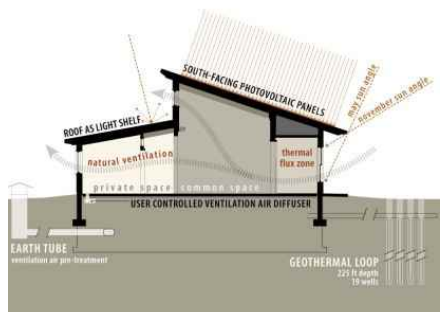 SOUTH-FACING PHOTOVOLTAIC PANELS
may sun angle
november sun angle
ROOF AS LIGHT SHELF
natural ventilation
thermal
flux zone
private space common space
USER CONTROLLED VENTILATION AIR DIFFUSER
EARTH TUBE
ventilation air pre-treatment
GEOTHERMAL LOOP
225 ft depth
19 wells